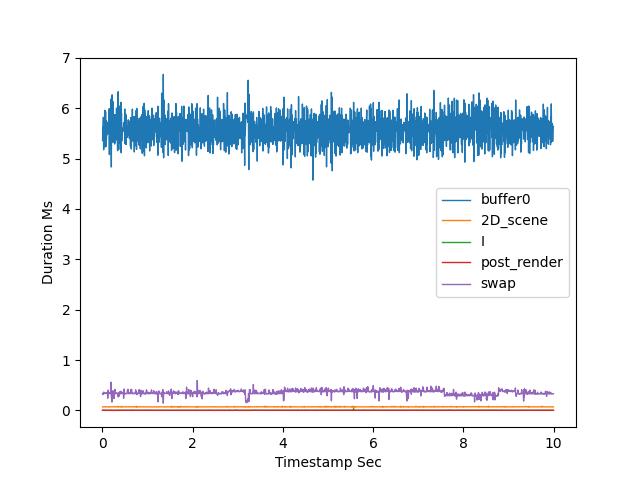 7
6
5
4
3
2
1
0
Duration Ms
buffer0
2D_scene
I
post_render
swap
0 2 4 6 8 10
Timestamp Sec